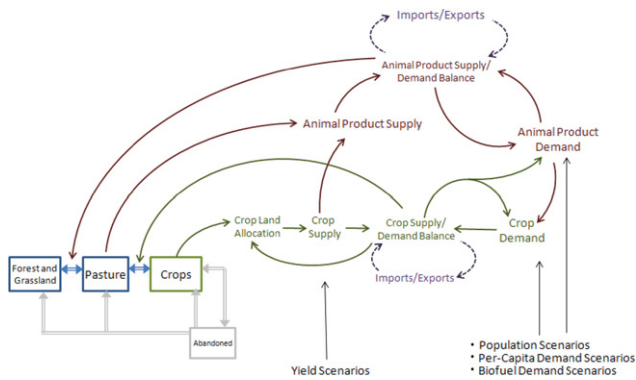 Imports/Exports
Animal Product Supply/
Demand Balance
Animal Product Supply
Animal Product
Demand
Crop Land
Allocation
Crop
Supply
Crop Supply/
Demand Balance
Crop
Demand
Forest and
Grassland
Pasture
Crops
Imports/Exports
Abandoned
Yield Scenarios
• Population Scenarios
• Per-Capita Demand Scenarios
• Biofuel Demand Scenarios